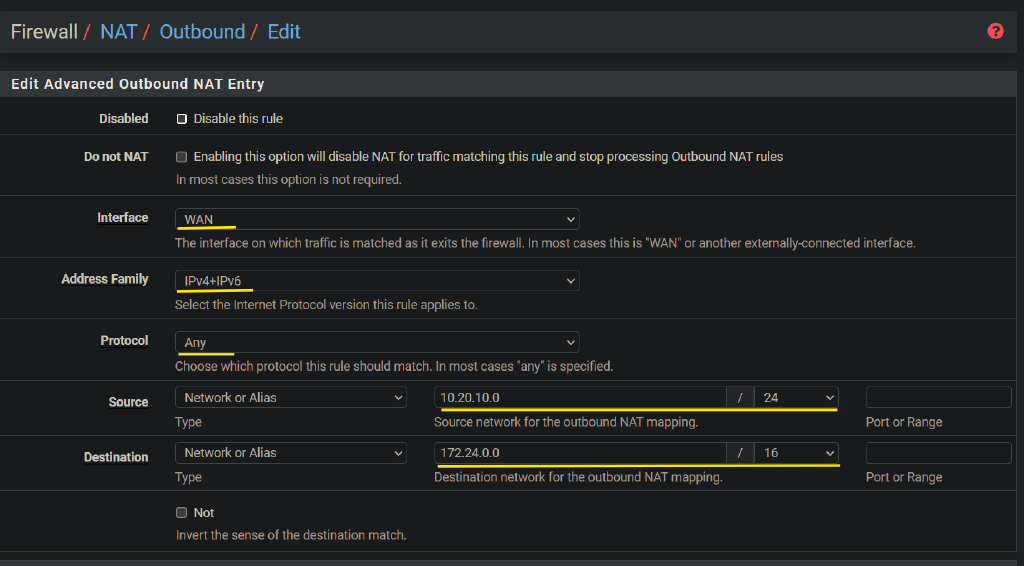 Firewall / NAT / Outbound / Edit
?
Edit Advanced Outbound NAT Entry
Disabled Disable this rule
Do not NAT Enabling this option will disable NAT for traffic matching this rule and stop processing Outbound NAT rules
In most cases this option is not required.
Interface WAN
The interface on which traffic is matched as it exits the firewall. In most cases this is "WAN" or another externally-connected interface.
Address Family IPv4+IPv6
Select the Internet Protocol version this rule applies to.
Protocol Any
Choose which protocol this rule should match. In most cases "any" is specified.
Source Network or Alias 10.20.10.0 / 24
Type Source network for the outbound NAT mapping. Port or Range
Destination Network or Alias 172.24.0.0 / 16
Type Destination network for the outbound NAT mapping. Port or Range
Not
Invert the sense of the destination match.